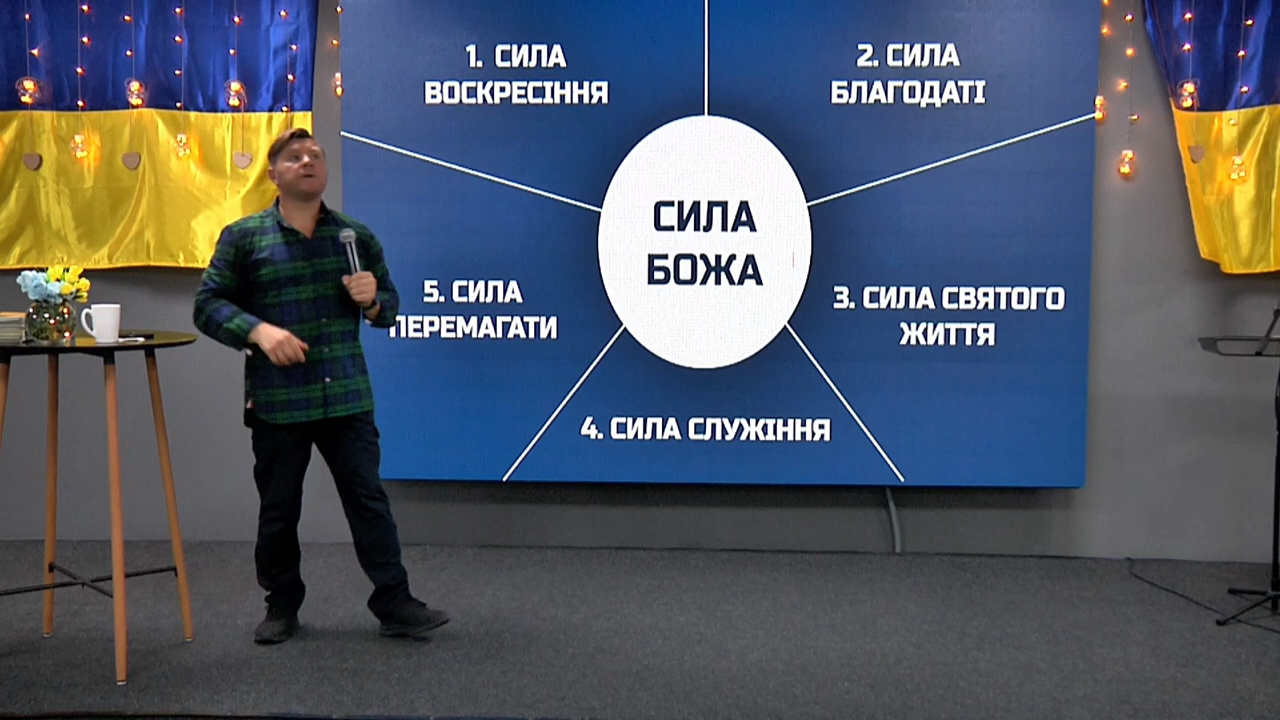 1. СИЛА
ВОСКРЕСІННЯ
2. СИЛА
БЛАГОДАТІ
СИЛА
БОЖА
3. СИЛА СВЯТОГО
ЖИТТЯ
4. СИЛА СЛУЖІННЯ
5. СИЛА
ПЕРЕМАГАТИ